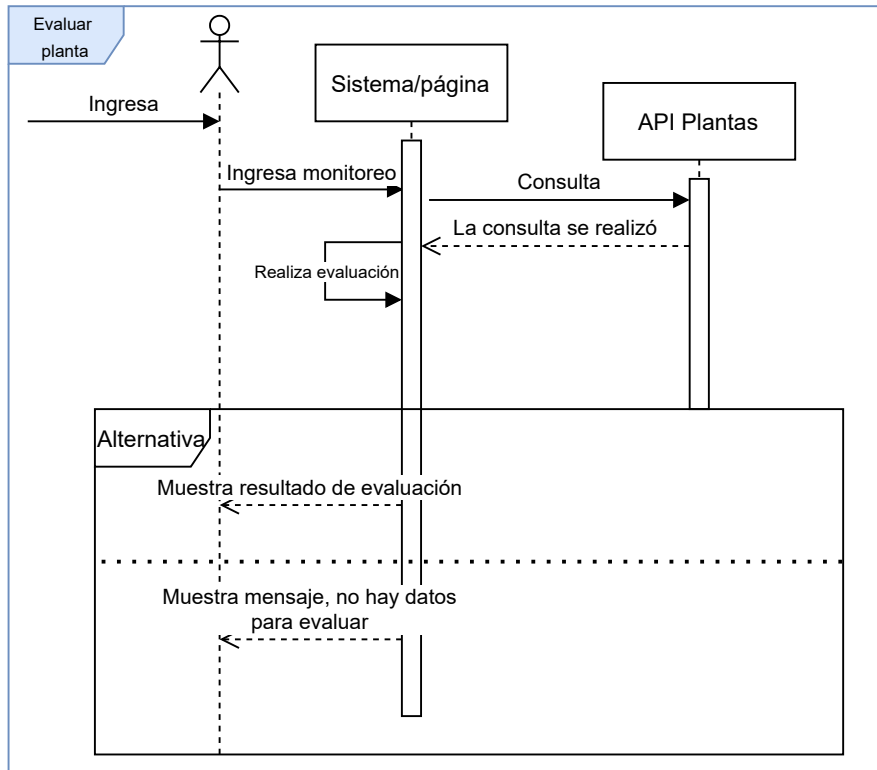 Evaluar
planta
Sistema/página
API Plantas
Ingresa
Ingresa monitoreo
Consulta
La consulta se realizó
Realiza evaluación
Alternativa
Muestra resultado de evaluación
Muestra mensaje, no hay datos
para evaluar